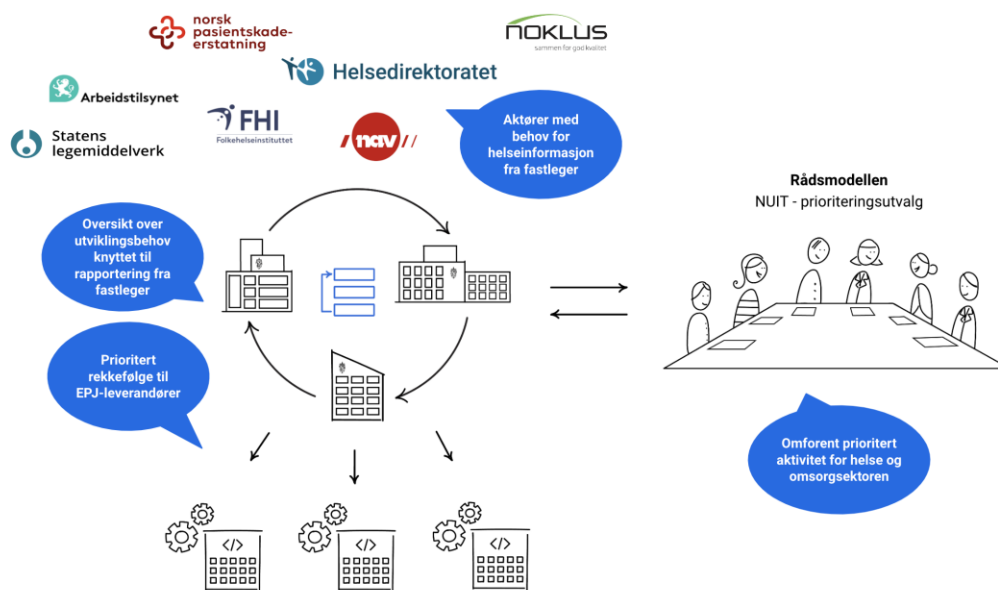 norsk
pasientskade-
erstatning
NOKLUS
sammen for god kvalitet
Helsedirektoratet
Arbeidstilsynet
FHI
Folkehelseinstituttet
nav
Statens
legemiddelverk
Aktører med
behov for
helseinformasjon
fra fastleger
Rådsmodellen
NUIT - prioriteringsutvalg
Oversikt over
utviklingsbehov
knyttet til
rapportering fra
fastleger
Prioritert
rekkefølge til
EPJ-leverandører
Omforent prioritert
aktivitet for helse og
omsorgsektoren
</>
</>
</>